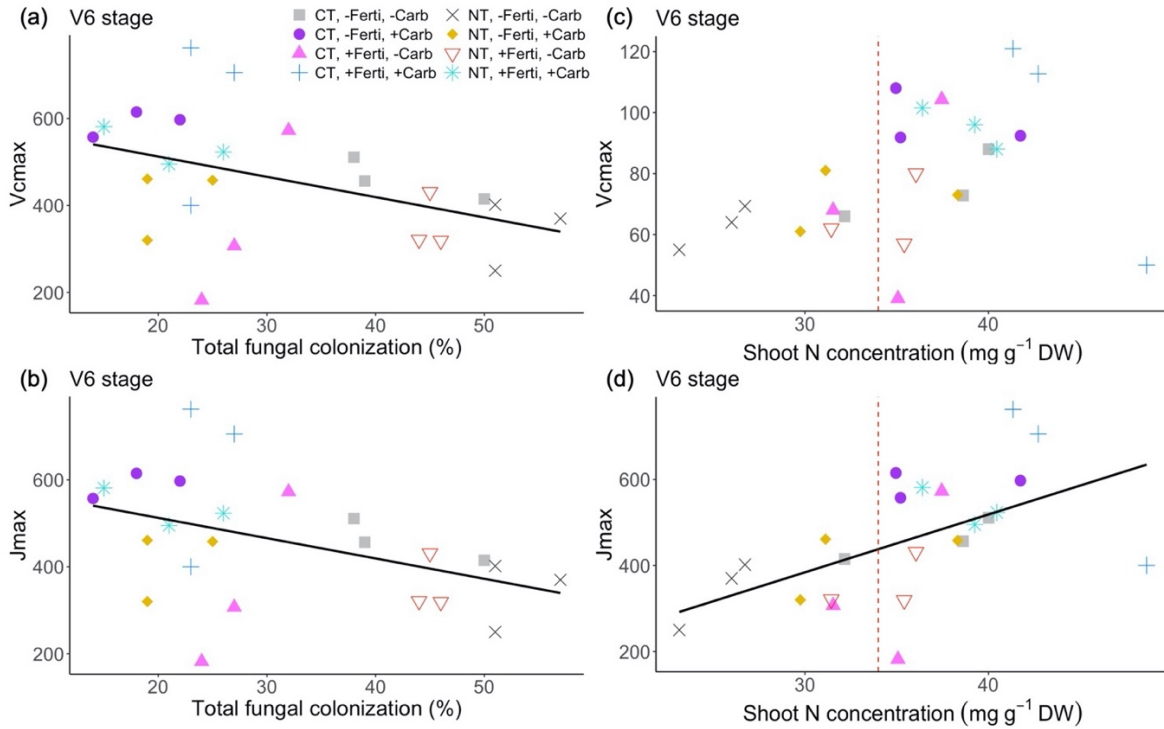 (a) V6 stage
CT, -Ferti, -Carb
CT, -Ferti, +Carb
CT, +Ferti, -Carb
CT, +Ferti, +Carb
NT, -Ferti, -Carb
NT, -Ferti, +Carb
NT, +Ferti, -Carb
NT, +Ferti, +Carb
Vcmax
600
400
200
20 30 40 50
Total fungal colonization (%)
(c) V6 stage
Vcmax
120
100
80
60
40
30 40
Shoot N concentration (mg g⁻¹ DW)
(b) V6 stage
Jmax
600
400
200
20 30 40 50
Total fungal colonization (%)
(d) V6 stage
Jmax
600
400
200
30 40
Shoot N concentration (mg g⁻¹ DW)